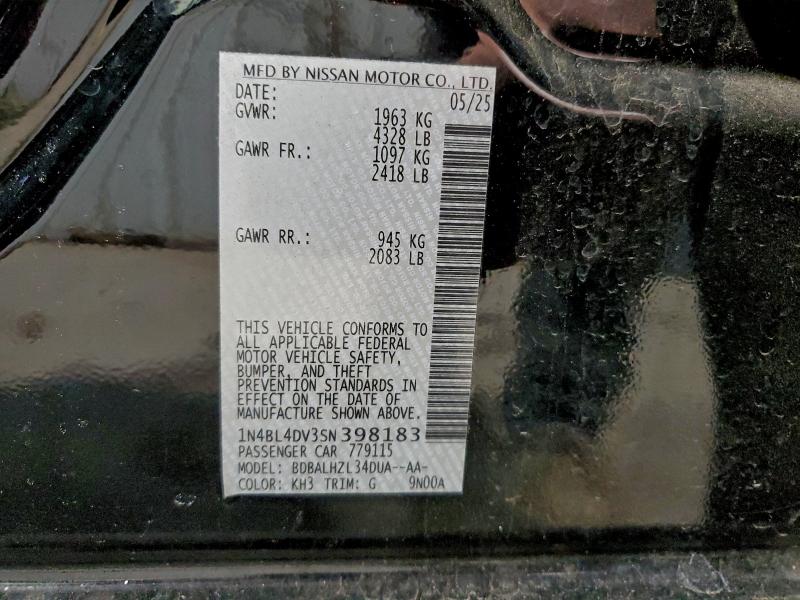 MFD BY NISSAN MOTOR CO., LTD.
DATE: 05/25
GVWR: 1963 KG
4328 LB
GAWR FR.: 1097 KG
2418 LB
GAWR RR.: 945 KG
2083 LB
THIS VEHICLE CONFORMS TO
ALL APPLICABLE FEDERAL
MOTOR VEHICLE SAFETY,
BUMPER, AND THEFT
PREVENTION STANDARDS IN
EFFECT ON THE DATE OF
MANUFACTURE SHOWN ABOVE.
1N4BL4DV3SN398183
PASSENGER CAR 779115
MODEL: BDBALHZL34DUA--AA-
COLOR: KH3 TRIM: G 9N00A